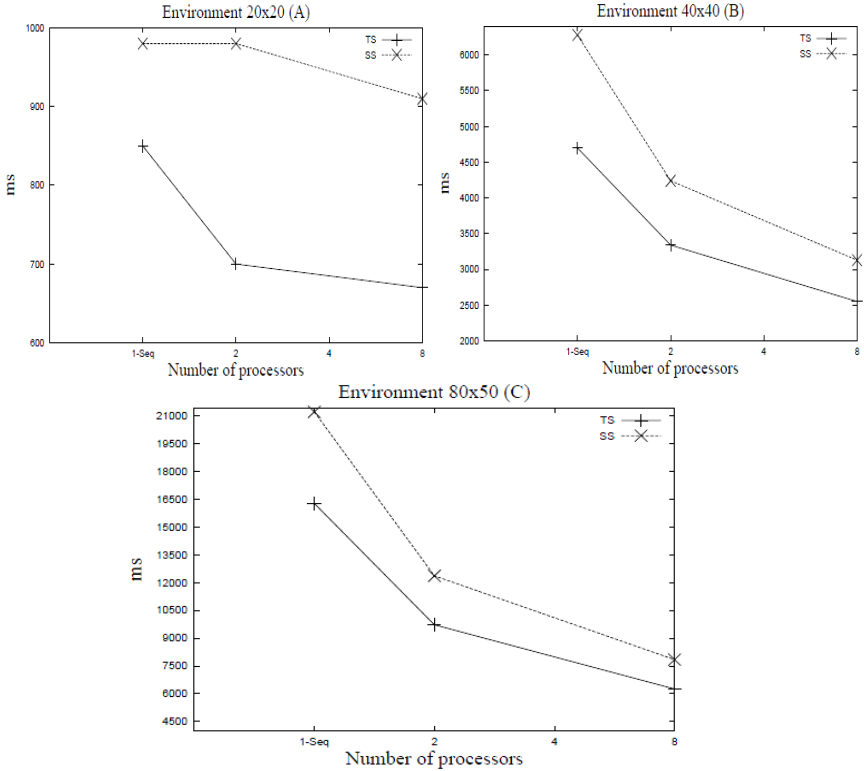 Environment 20x20 (A)
1000
900
800
700
600
ms
TS
SS
1-Seq 2 4 8
Number of processors
Environment 40x40 (B)
6000
5500
5000
4500
4000
3500
3000
2500
2000
ms
TS
SS
1-Seq 2 4 8
Number of processors
Environment 80x50 (C)
21000
19500
18000
16500
15000
13500
12000
10500
9000
7500
6000
4500
ms
TS
SS
1-Seq 2 4 8
Number of processors